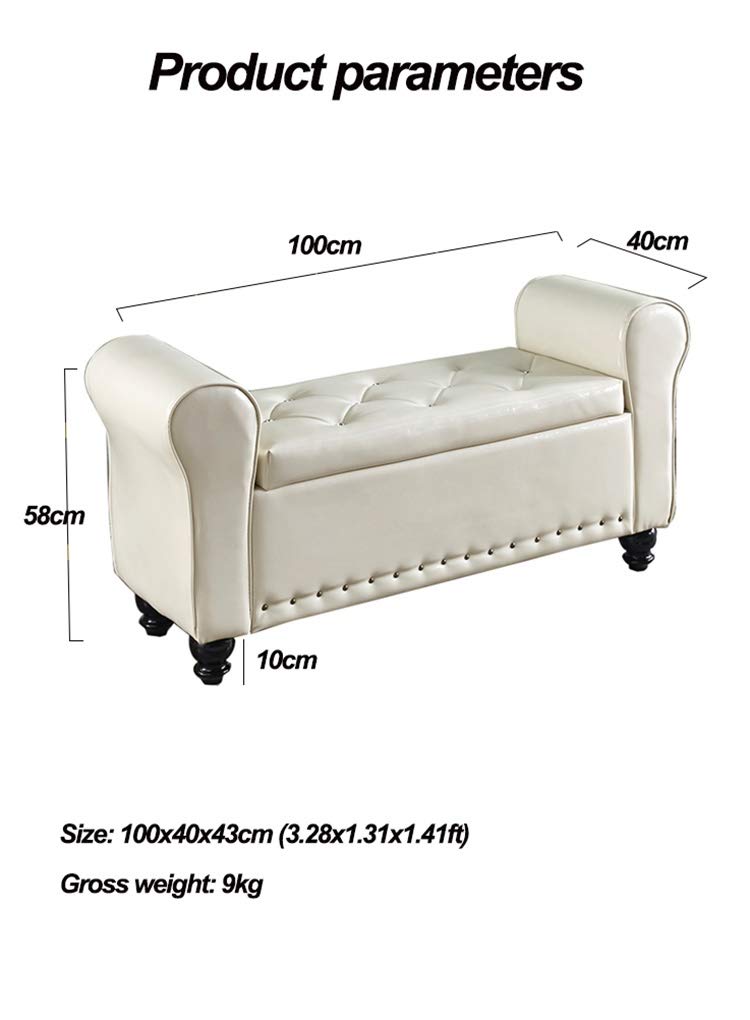 Product parameters
100cm
40cm
58cm
10cm
Size: 100x40x43cm (3.28x1.31x1.41ft)
Gross weight: 9kg